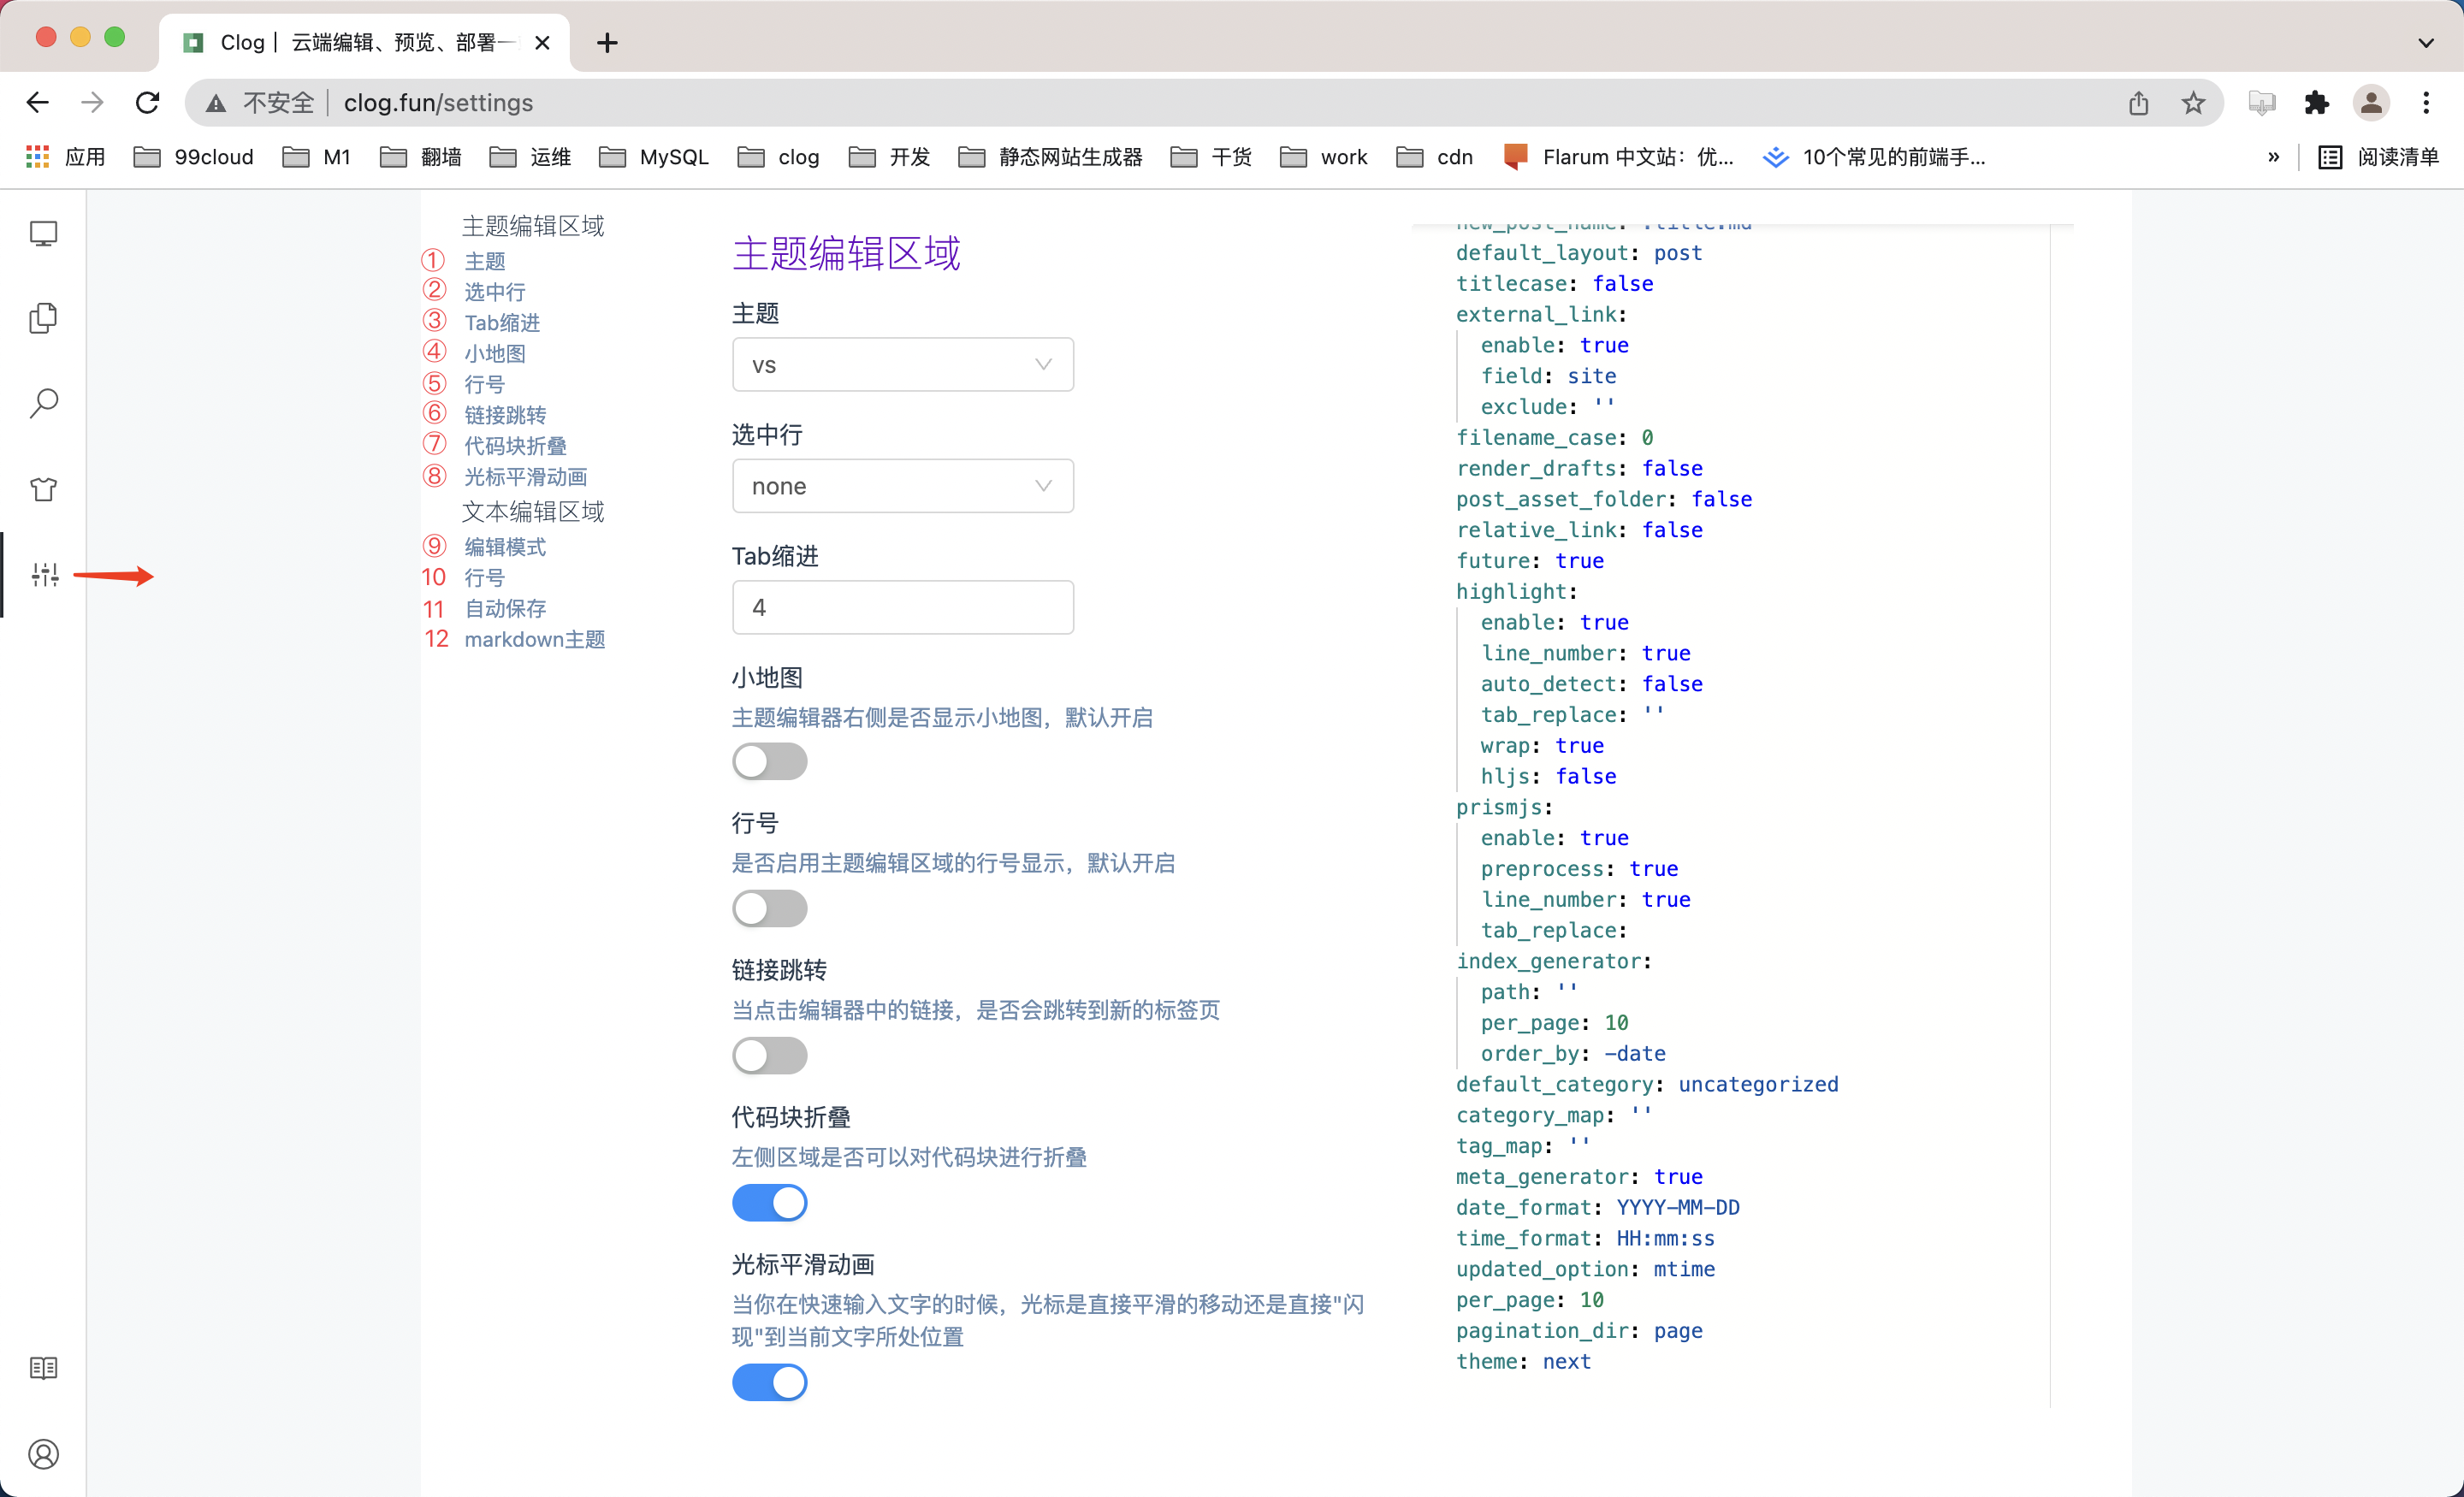 Clog｜ 云端编辑、预览、部署一
不安全 clog.fun/settings
应用 99cloud M1 翻墙 运维 MySQL clog 开发 静态网站生成器 干货 work cdn Flarum 中文站：优... 10个常见的前端手... » 阅读清单
主题编辑区域
① 主题
② 选中行
③ Tab缩进
④ 小地图
⑤ 行号
⑥ 链接跳转
⑦ 代码块折叠
⑧ 光标平滑动画
文本编辑区域
⑨ 编辑模式
10 行号
11 自动保存
12 markdown主题
主题编辑区域
主题
vs
选中行
none
Tab缩进
4
小地图
主题编辑器右侧是否显示小地图，默认开启
行号
是否启用主题编辑区域的行号显示，默认开启
链接跳转
当点击编辑器中的链接，是否会跳转到新的标签页
代码块折叠
左侧区域是否可以对代码块进行折叠
光标平滑动画
当你在快速输入文字的时候，光标是直接平滑的移动还是直接"闪
现"到当前文字所处位置
new_post_name: :title.md
default_layout: post
titlecase: false
external_link:
enable: true
field: site
exclude: ''
filename_case: 0
render_drafts: false
post_asset_folder: false
relative_link: false
future: true
highlight:
enable: true
line_number: true
auto_detect: false
tab_replace: ''
wrap: true
hljs: false
prismjs:
enable: true
preprocess: true
line_number: true
tab_replace:
index_generator:
path: ''
per_page: 10
order_by: -date
default_category: uncategorized
category_map: ''
tag_map: ''
meta_generator: true
date_format: YYYY-MM-DD
time_format: HH:mm:ss
updated_option: mtime
per_page: 10
pagination_dir: page
theme: next